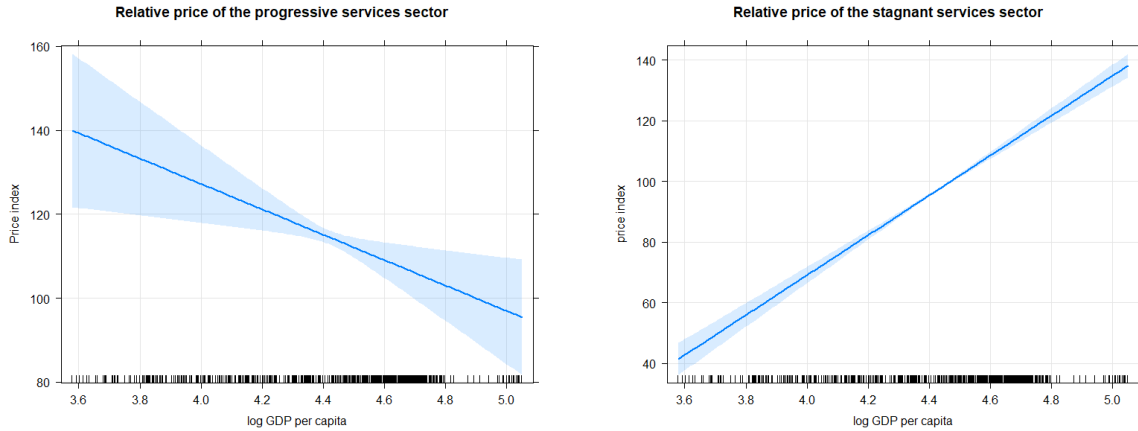 Relative price of the progressive services sector
Price index
160
140
120
100
80
3.6 3.8 4.0 4.2 4.4 4.6 4.8 5.0
log GDP per capita
Relative price of the stagnant services sector
price index
140
120
100
80
60
40
3.6 3.8 4.0 4.2 4.4 4.6 4.8 5.0
log GDP per capita